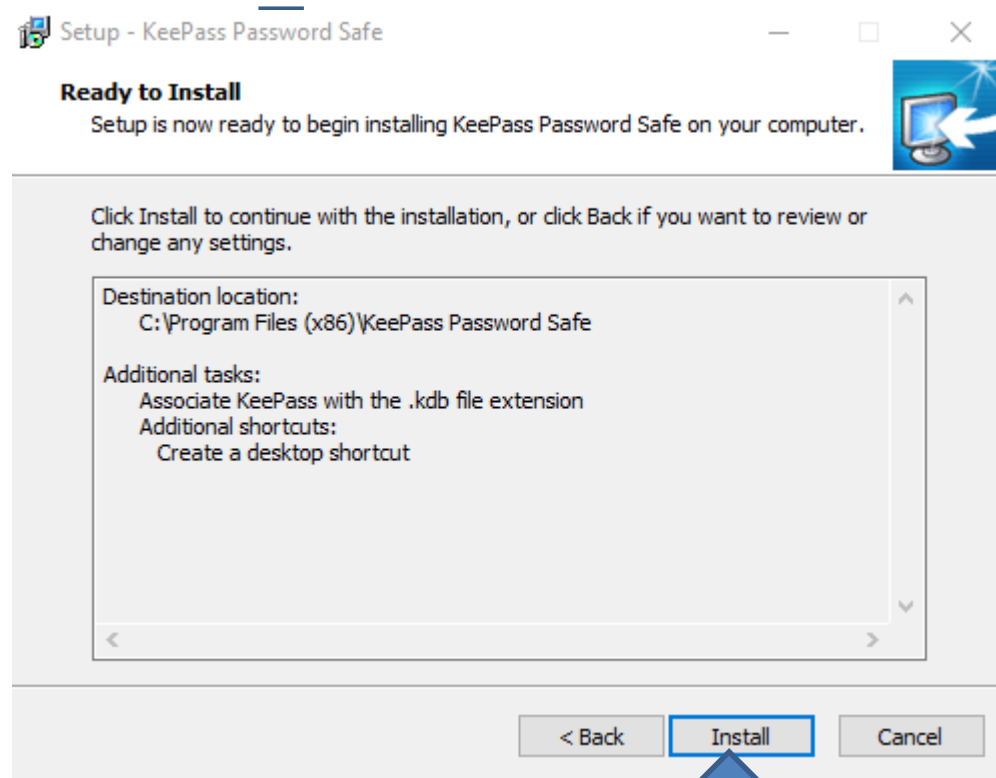 Setup - KeePass Password Safe
Ready to Install
Setup is now ready to begin installing KeePass Password Safe on your computer.
Click Install to continue with the installation, or click Back if you want to review or
change any settings.
Destination location:
C:\Program Files (x86)\KeePass Password Safe
Additional tasks:
Associate KeePass with the .kdb file extension
Additional shortcuts:
Create a desktop shortcut
< Back Install Cancel